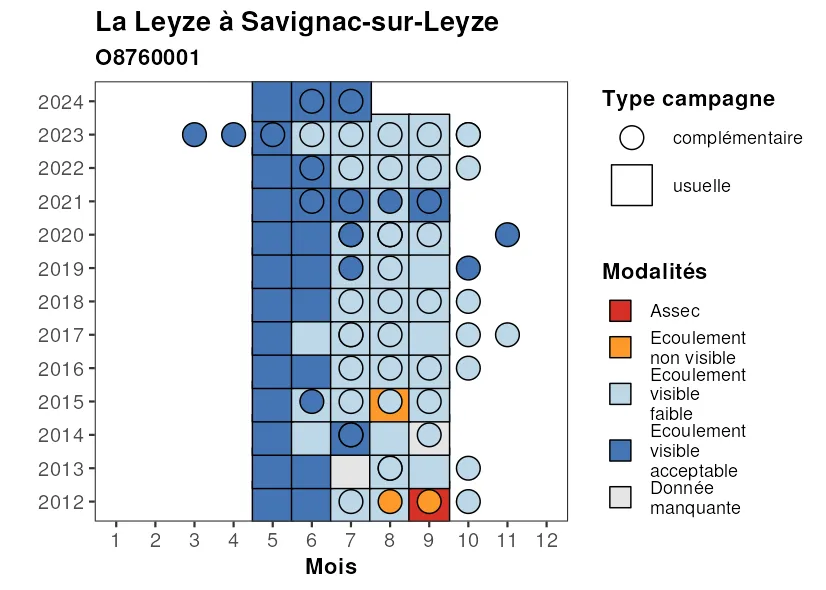 La Leyze à Savignac-sur-Leyze
O8760001
2024
2023
2022
2021
2020
2019
2018
2017
2016
2015
2014
2013
2012
1 2 3 4 5 6 7 8 9 10 11 12
Mois
Type campagne
complémentaire
usuelle
Modalités
Assec
Ecoulement
non visible
Ecoulement
visible
faible
Ecoulement
visible
acceptable
Donnée
manquante